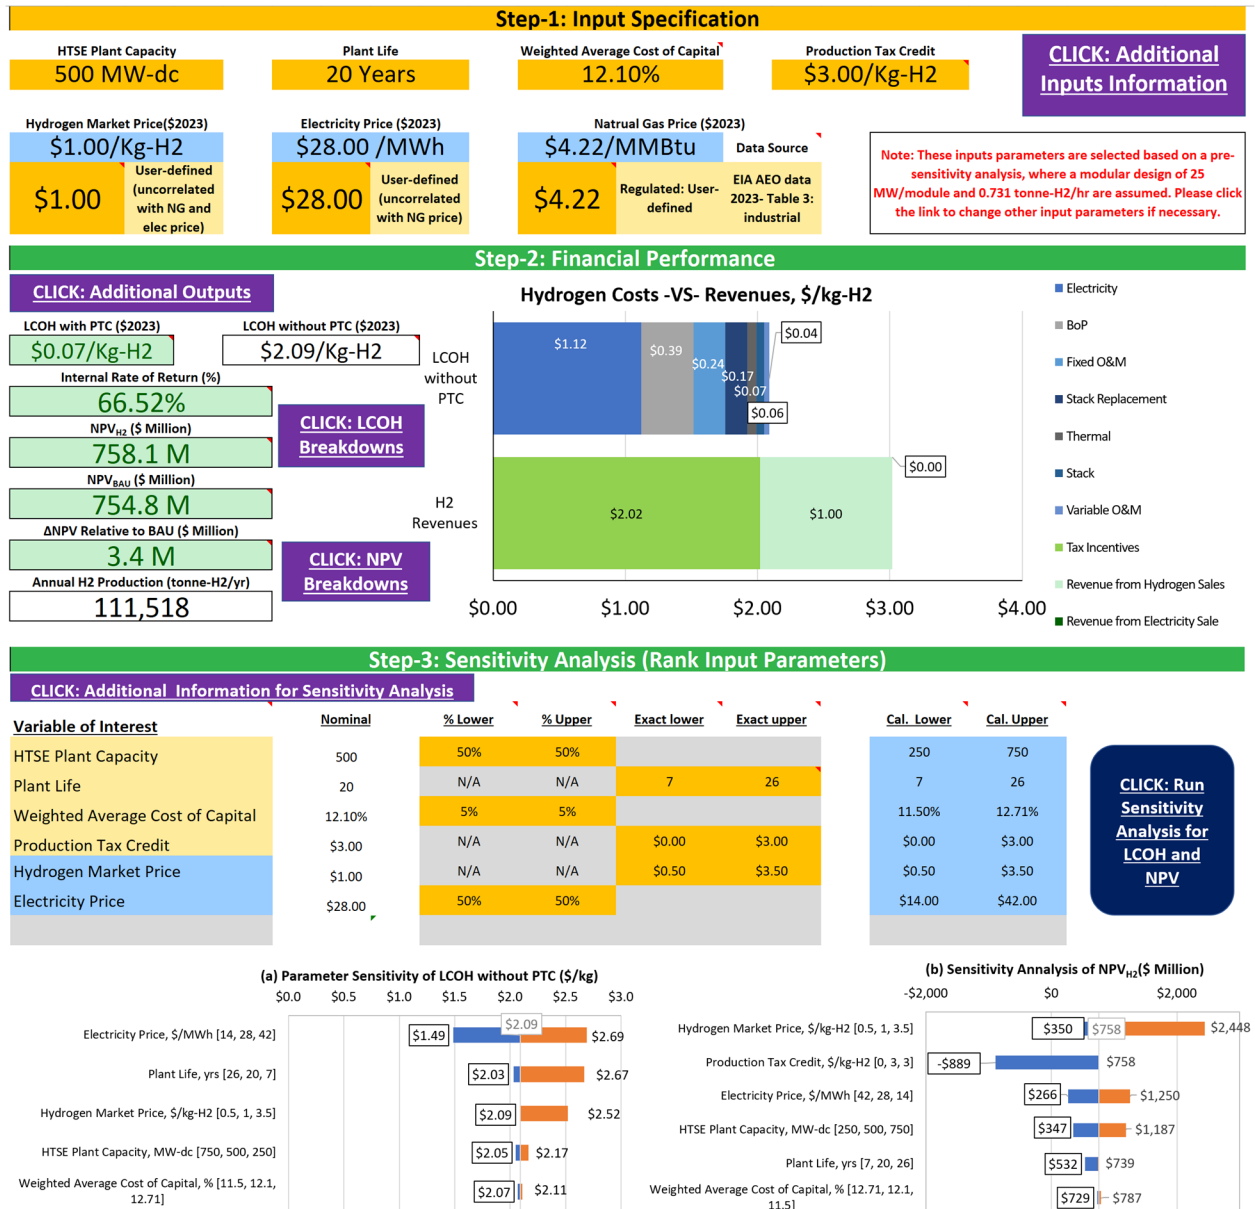 Step-1: Input Specification
HTSE Plant Capacity
Plant Life
Weighted Average Cost of Capital
Production Tax Credit
500 MW-dc
20 Years
12.10%
$3.00/Kg-H2
CLICK: Additional
Inputs Information
Hydrogen Market Price($2023)
Electricity Price ($2023)
Natrual Gas Price ($2023)
$1.00/Kg-H2
$28.00 /MWh
$4.22/MMBtu
Data Source
$1.00
User-defined
(uncorrelated
with NG and
elec price)
$28.00
User-defined
(uncorrelated
with NG price)
$4.22
Regulated: User-
defined
EIA AEO data
2023- Table 3:
industrial
Note: These inputs parameters are selected based on a pre-
sensitivity analysis, where a modular design of 25
MW/module and 0.731 tonne-H2/hr are assumed. Please click
the link to change other input parameters if necessary.
Step-2: Financial Performance
CLICK: Additional Outputs
LCOH with PTC ($2023)
LCOH without PTC ($2023)
$0.07/Kg-H2
$2.09/Kg-H2
Internal Rate of Return (%)
66.52%
NPVH2 ($ Million)
758.1 M
NPVBAU ($ Million)
754.8 M
ΔNPV Relative to BAU ($ Million)
3.4 M
Annual H2 Production (tonne-H2/yr)
111,518
CLICK: LCOH
Breakdowns
CLICK: NPV
Breakdowns
Hydrogen Costs -VS- Revenues, $/kg-H2
LCOH
without
PTC
$1.12
$0.39
$0.24
$0.17
$0.07
$0.06
$0.04
H2
Revenues
$2.02
$1.00
$0.00
$0.00
$1.00
$2.00
$3.00
$4.00
Electricity
BoP
Fixed O&M
Stack Replacement
Thermal
Stack
Variable O&M
Tax Incentives
Revenue from Hydrogen Sales
Revenue from Electricity Sale
Step-3: Sensitivity Analysis (Rank Input Parameters)
CLICK: Additional Information for Sensitivity Analysis
Variable of Interest
Nominal
% Lower
% Upper
Exact lower
Exact upper
Cal. Lower
Cal. Upper
HTSE Plant Capacity
500
50%
50%
250
750
Plant Life
20
N/A
N/A
7
26
7
26
Weighted Average Cost of Capital
12.10%
5%
5%
11.50%
12.71%
Production Tax Credit
$3.00
N/A
N/A
$0.00
$3.00
$0.00
$3.00
Hydrogen Market Price
$1.00
N/A
N/A
$0.50
$3.50
$0.50
$3.50
Electricity Price
$28.00
50%
50%
$14.00
$42.00
CLICK: Run
Sensitivity
Analysis for
LCOH and
NPV
(a) Parameter Sensitivity of LCOH without PTC ($/kg)
$0.0
$0.5
$1.0
$1.5
$2.0
$2.5
$3.0
Electricity Price, $/MWh [14, 28, 42]
$1.49
$2.09
$2.69
Plant Life, yrs [26, 20, 7]
$2.03
$2.67
Hydrogen Market Price, $/kg-H2 [0.5, 1, 3.5]
$2.09
$2.52
HTSE Plant Capacity, MW-dc [750, 500, 250]
$2.05
$2.17
Weighted Average Cost of Capital, % [11.5, 12.1,
12.71]
$2.07
$2.11
(b) Sensitivity Annalysis of NPVH2($ Million)
-$2,000
$0
$2,000
Hydrogen Market Price, $/kg-H2 [0.5, 1, 3.5]
$350
$758
$2,448
Production Tax Credit, $/kg-H2 [0, 3, 3]
-$889
$758
Electricity Price, $/MWh [42, 28, 14]
$266
$1,250
HTSE Plant Capacity, MW-dc [250, 500, 750]
$347
$1,187
Plant Life, yrs [7, 20, 26]
$532
$739
Weighted Average Cost of Capital, % [12.71, 12.1,
11.5]
$729
$787